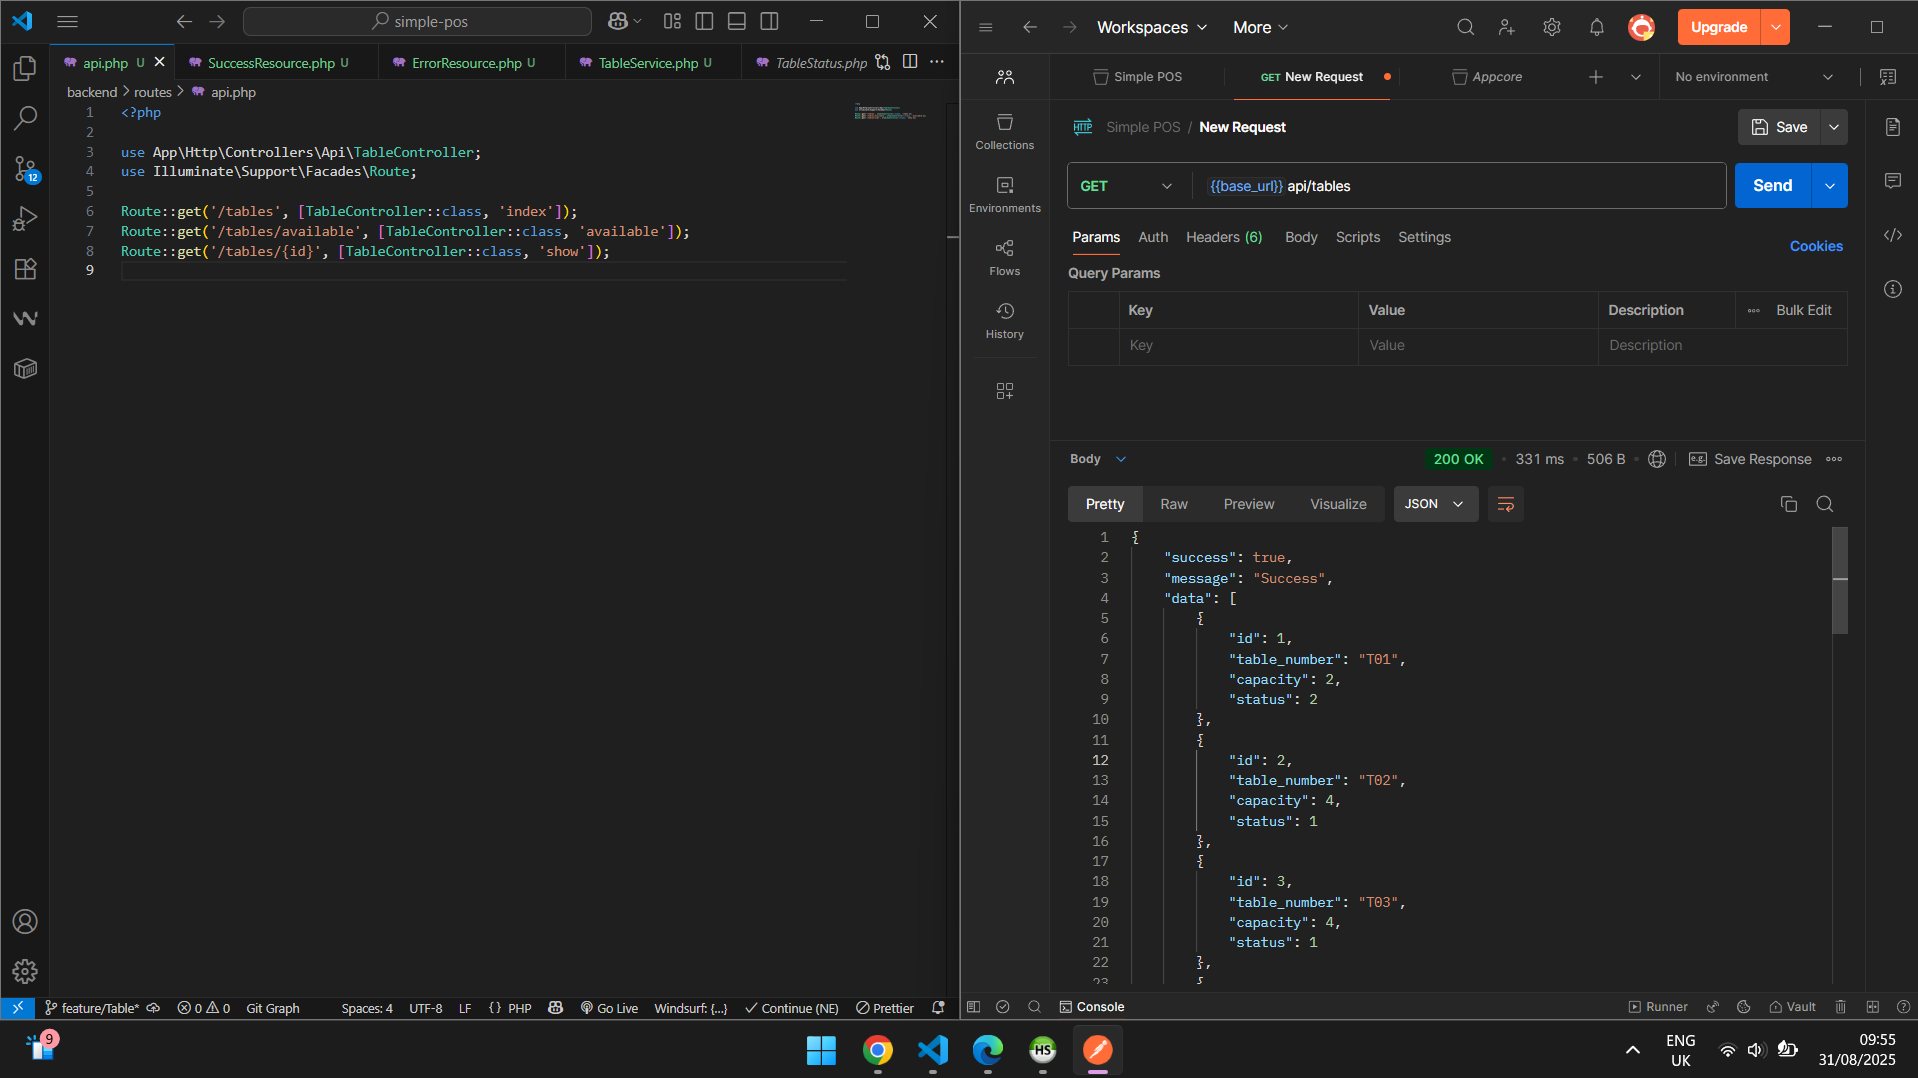 simple-pos
api.php U
SuccessResource.php U
ErrorResource.php U
TableService.php U
TableStatus.php
backend > routes > api.php
1 <?php
2
3 use App\Http\Controllers\Api\TableController;
4 use Illuminate\Support\Facades\Route;
5
6 Route::get('/tables', [TableController::class, 'index']);
7 Route::get('/tables/available', [TableController::class, 'available']);
8 Route::get('/tables/{id}', [TableController::class, 'show']);
9
12
feature/Table*
0 0
Git Graph
Spaces: 4
UTF-8
LF
{ } PHP
Go Live
Windsurf: {...}
Continue (NE)
Prettier
Workspaces
More
Upgrade
Simple POS
GET New Request
Appcore
No environment
Collections
Environments
Flows
History
HTTP
Simple POS / New Request
Save
GET
{{base_url}} api/tables
Send
Params Auth Headers (6) Body Scripts Settings
Cookies
Query Params
Key Value Description Bulk Edit
Key Value Description
Body
200 OK
331 ms
506 B
e.g. Save Response
Pretty Raw Preview Visualize
JSON
1 {
2 "success": true,
3 "message": "Success",
4 "data": [
5 {
6 "id": 1,
7 "table_number": "T01",
8 "capacity": 2,
9 "status": 2
10 },
11 {
12 "id": 2,
13 "table_number": "T02",
14 "capacity": 4,
15 "status": 1
16 },
17 {
18 "id": 3,
19 "table_number": "T03",
20 "capacity": 4,
21 "status": 1
22 },
23 {
Console
Runner
Vault
9
HS
ENG
UK
09:55
31/08/2025